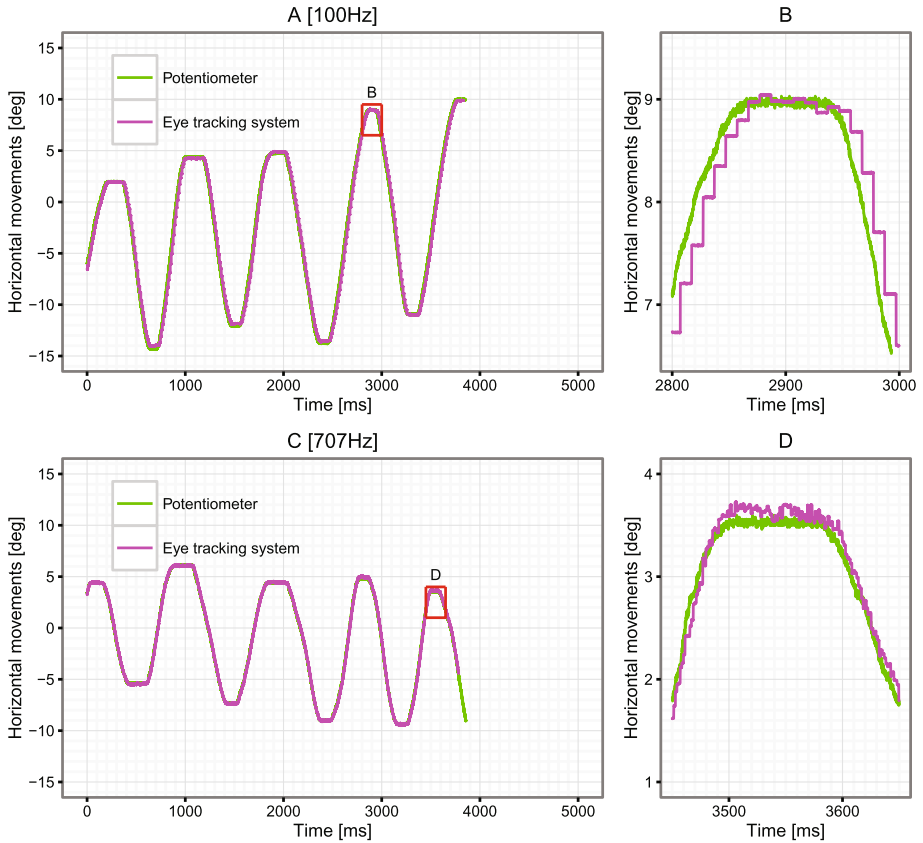 A [100Hz]
Horizontal movements [deg]
15
10
5
0
−5
−10
−15
Potentiometer
Eye tracking system
B
0
1000
2000
3000
4000
5000
Time [ms]
B
Horizontal movements [deg]
9
8
7
2800
2900
3000
Time [ms]
C [707Hz]
Horizontal movements [deg]
15
10
5
0
−5
−10
−15
Potentiometer
Eye tracking system
D
0
1000
2000
3000
4000
5000
Time [ms]
D
Horizontal movements [deg]
4
3
2
1
3500
3600
Time [ms]